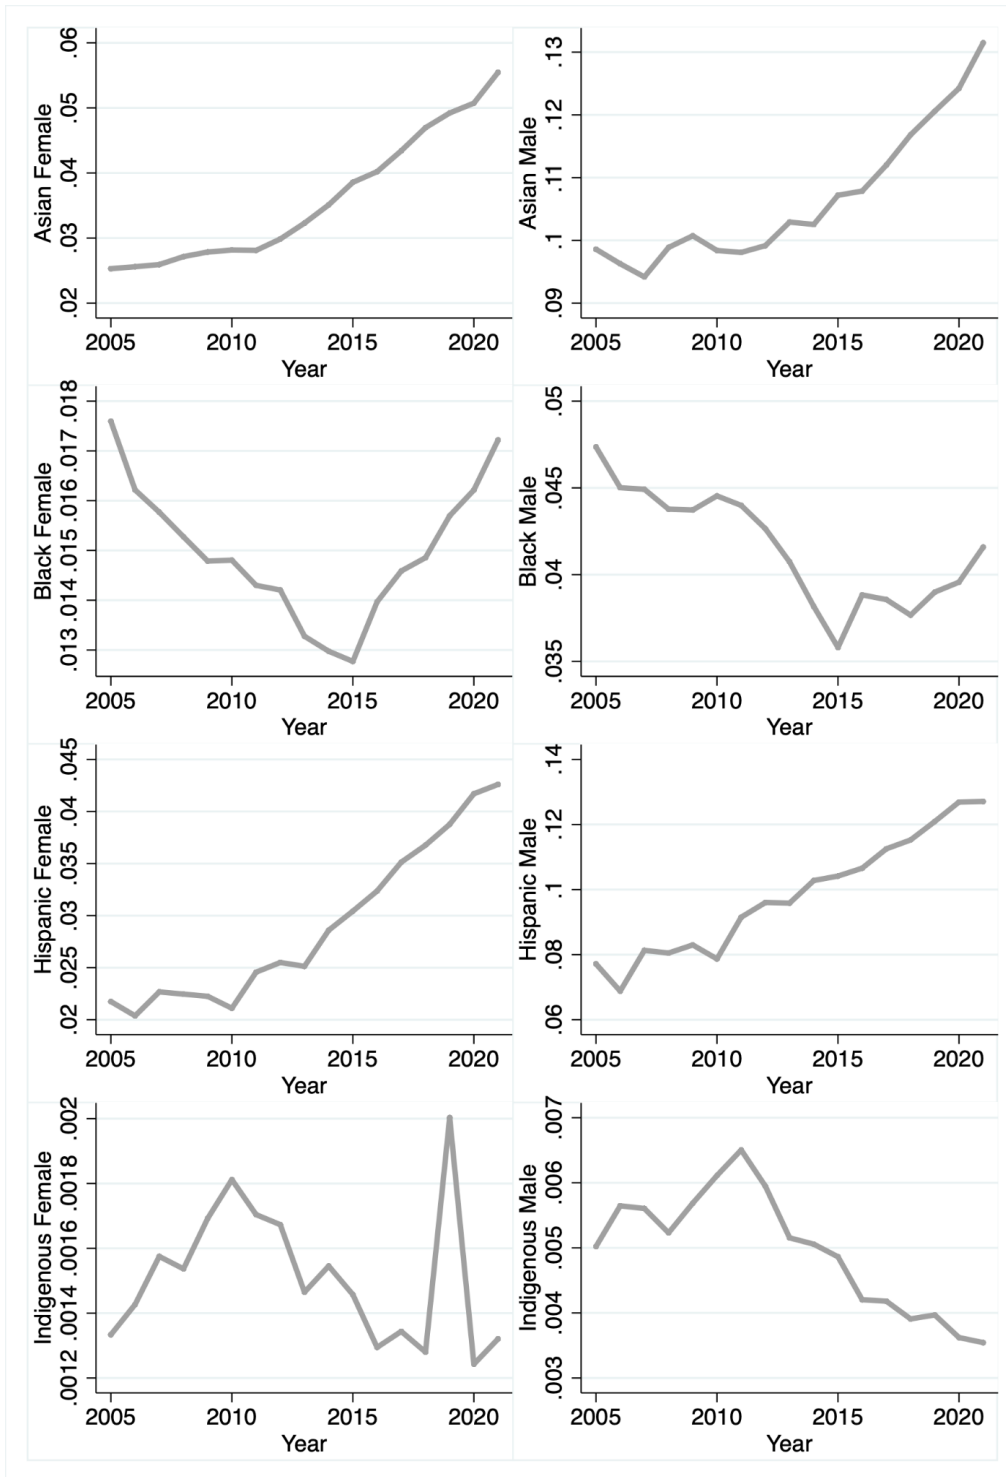 Asian Female
.02 .03 .04 .05 .06
2005 2010 2015 2020
Year
Asian Male
.09 .1 .11 .12 .13
2005 2010 2015 2020
Year
Black Female
.013 .014 .015 .016 .017 .018
2005 2010 2015 2020
Year
Black Male
.035 .04 .045 .05
2005 2010 2015 2020
Year
Hispanic Female
.02 .025 .03 .035 .04 .045
2005 2010 2015 2020
Year
Hispanic Male
.06 .08 .1 .12 .14
2005 2010 2015 2020
Year
Indigenous Female
.0012 .0014 .0016 .0018 .002
2005 2010 2015 2020
Year
Indigenous Male
.003 .004 .005 .006 .007
2005 2010 2015 2020
Year